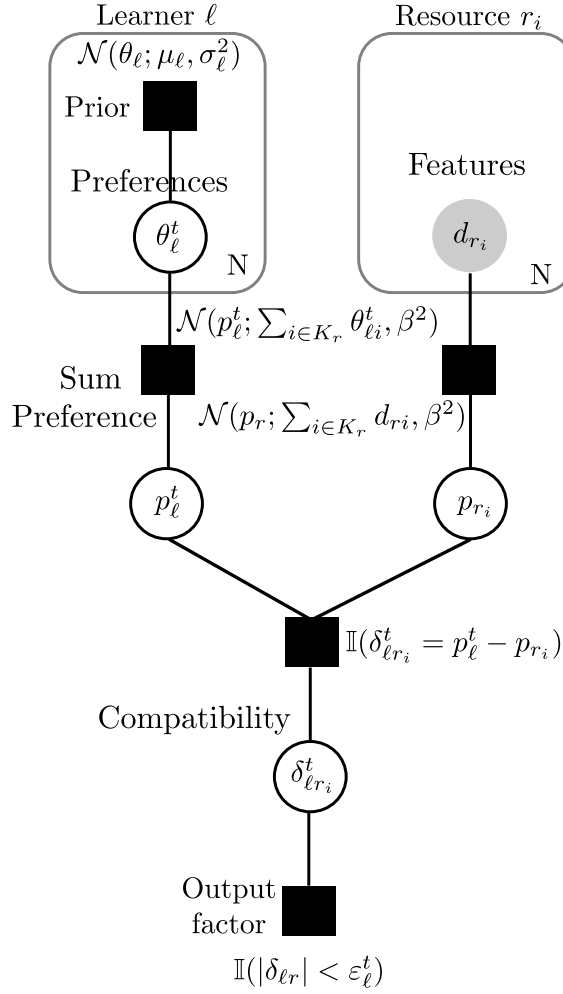 Learner ℓ
Resource r_i
𝒩(θ_ℓ; μ_ℓ, σ_ℓ^2)
Prior
Preferences
Features
θ_ℓ^t
d_{r_i}
N
N
𝒩(p_ℓ^t; ∑_{i∈K_r} θ_{ℓi}^t, β^2)
Sum
Preference
𝒩(p_r; ∑_{i∈K_r} d_{ri}, β^2)
p_ℓ^t
p_{r_i}
𝕀(δ_{ℓr_i}^t = p_ℓ^t − p_{r_i})
Compatibility
δ_{ℓr_i}^t
Output
factor
𝕀(|δ_{ℓr}| < ε_ℓ^t)